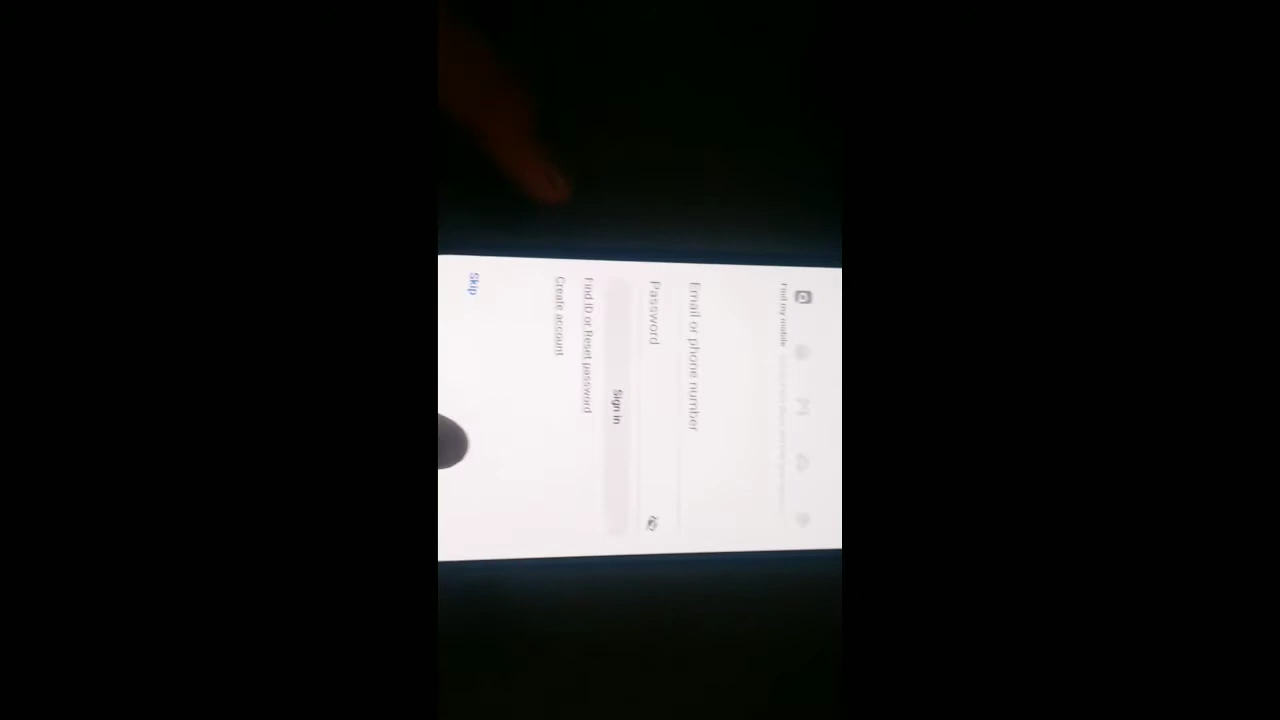 Find my mobile
Email or phone number
Password
Sign in
Find ID or Reset password
Create account
Skip